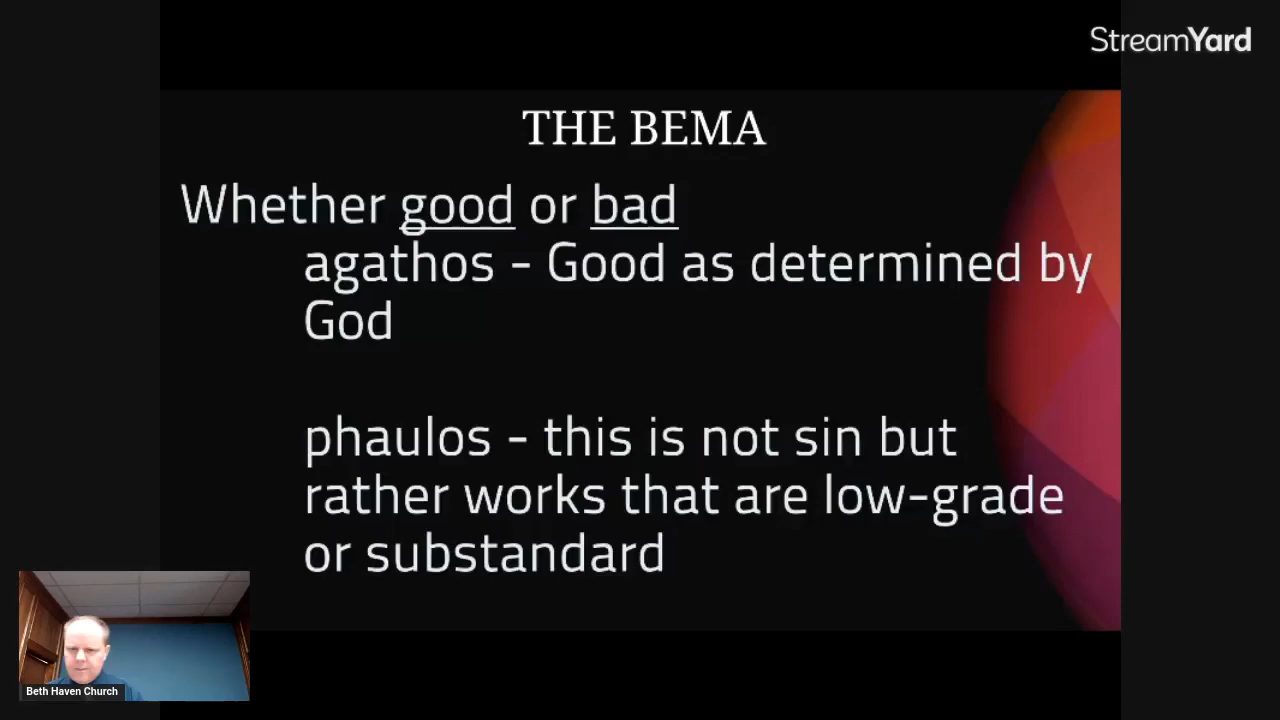 StreamYard
THE BEMA
Whether good or bad
agathos - Good as determined by
God
phaulos - this is not sin but
rather works that are low-grade
or substandard
Beth Haven Church